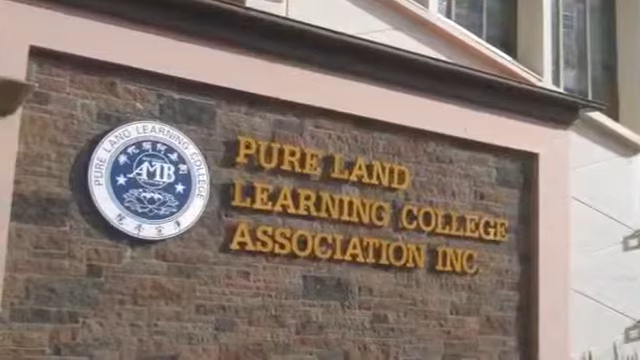 PURE LAND LEARNING COLLEGE
AMB
PURE LAND
LEARNING COLLEGE
ASSOCIATION INC